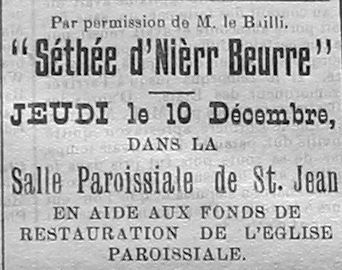 Par permission de M. le Bailli.
"Séthée d'Nièrr Beurre"
JEUDI le 10 Décembre,
DANS LA
Salle Paroissiale de St. Jean
EN AIDE AUX FONDS DE
RESTAURATION DE L'EGLISE
PAROISSIALE.